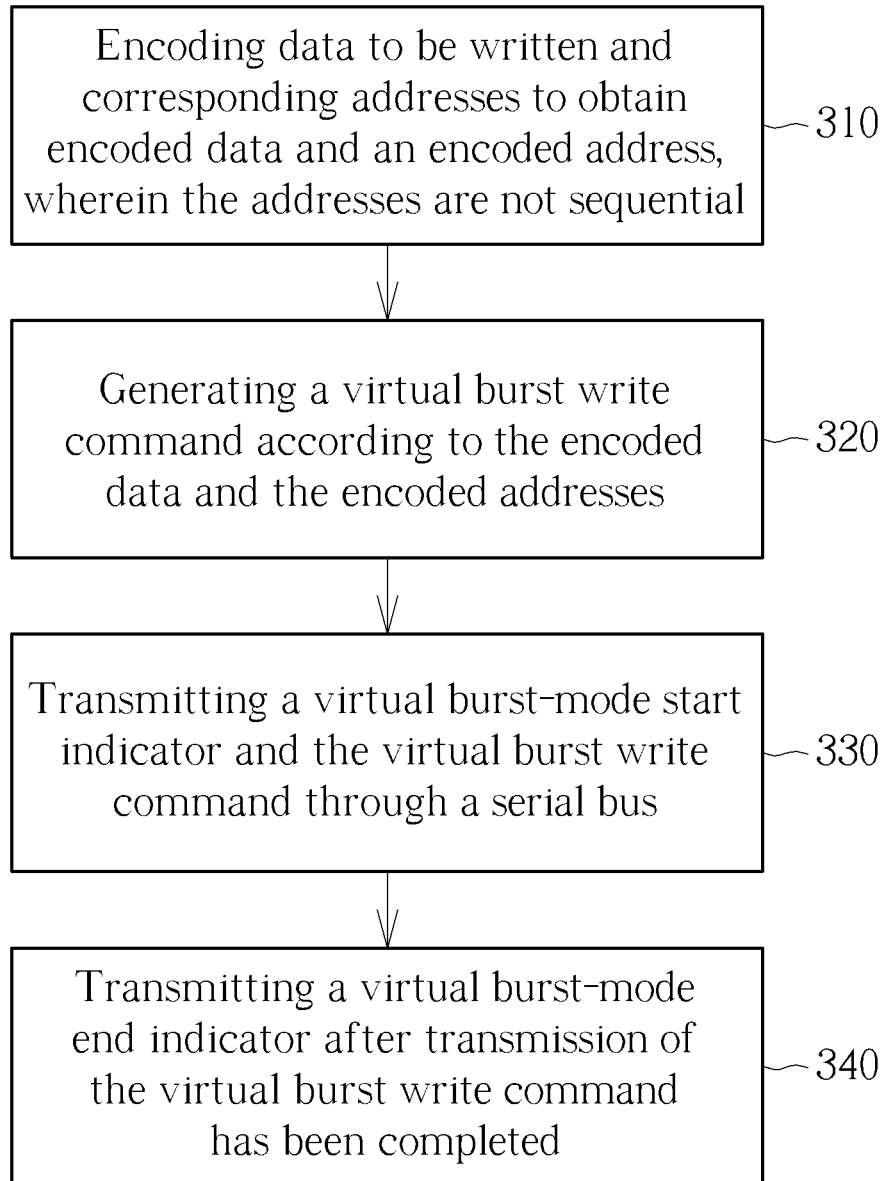 Encoding data to be written and
corresponding addresses to obtain
encoded data and an encoded address,
wherein the addresses are not sequential
310
Generating a virtual burst write
command according to the encoded
data and the encoded addresses
320
Transmitting a virtual burst-mode start
indicator and the virtual burst write
command through a serial bus
330
Transmitting a virtual burst-mode
end indicator after transmission of
the virtual burst write command
has been completed
340